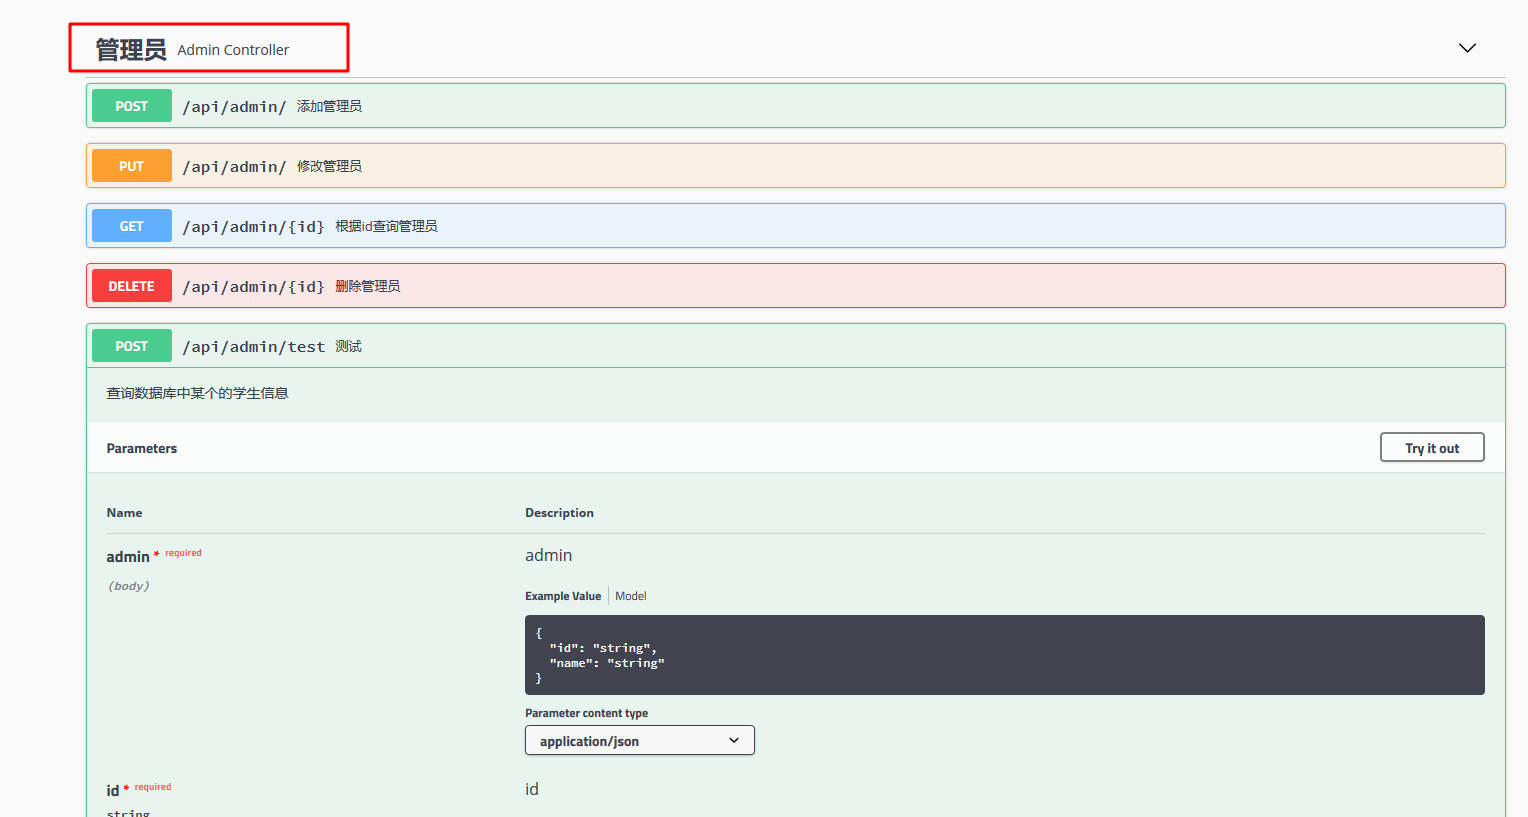 管理员 Admin Controller
POST /api/admin/ 添加管理员
PUT /api/admin/ 修改管理员
GET /api/admin/{id} 根据id查询管理员
DELETE /api/admin/{id} 删除管理员
POST /api/admin/test 测试
查询数据库中某个的学生信息
Parameters Try it out
Name Description
admin * required admin
(body)
Example Value Model
{
"id": "string",
"name": "string"
}
Parameter content type
application/json
id * required id
string